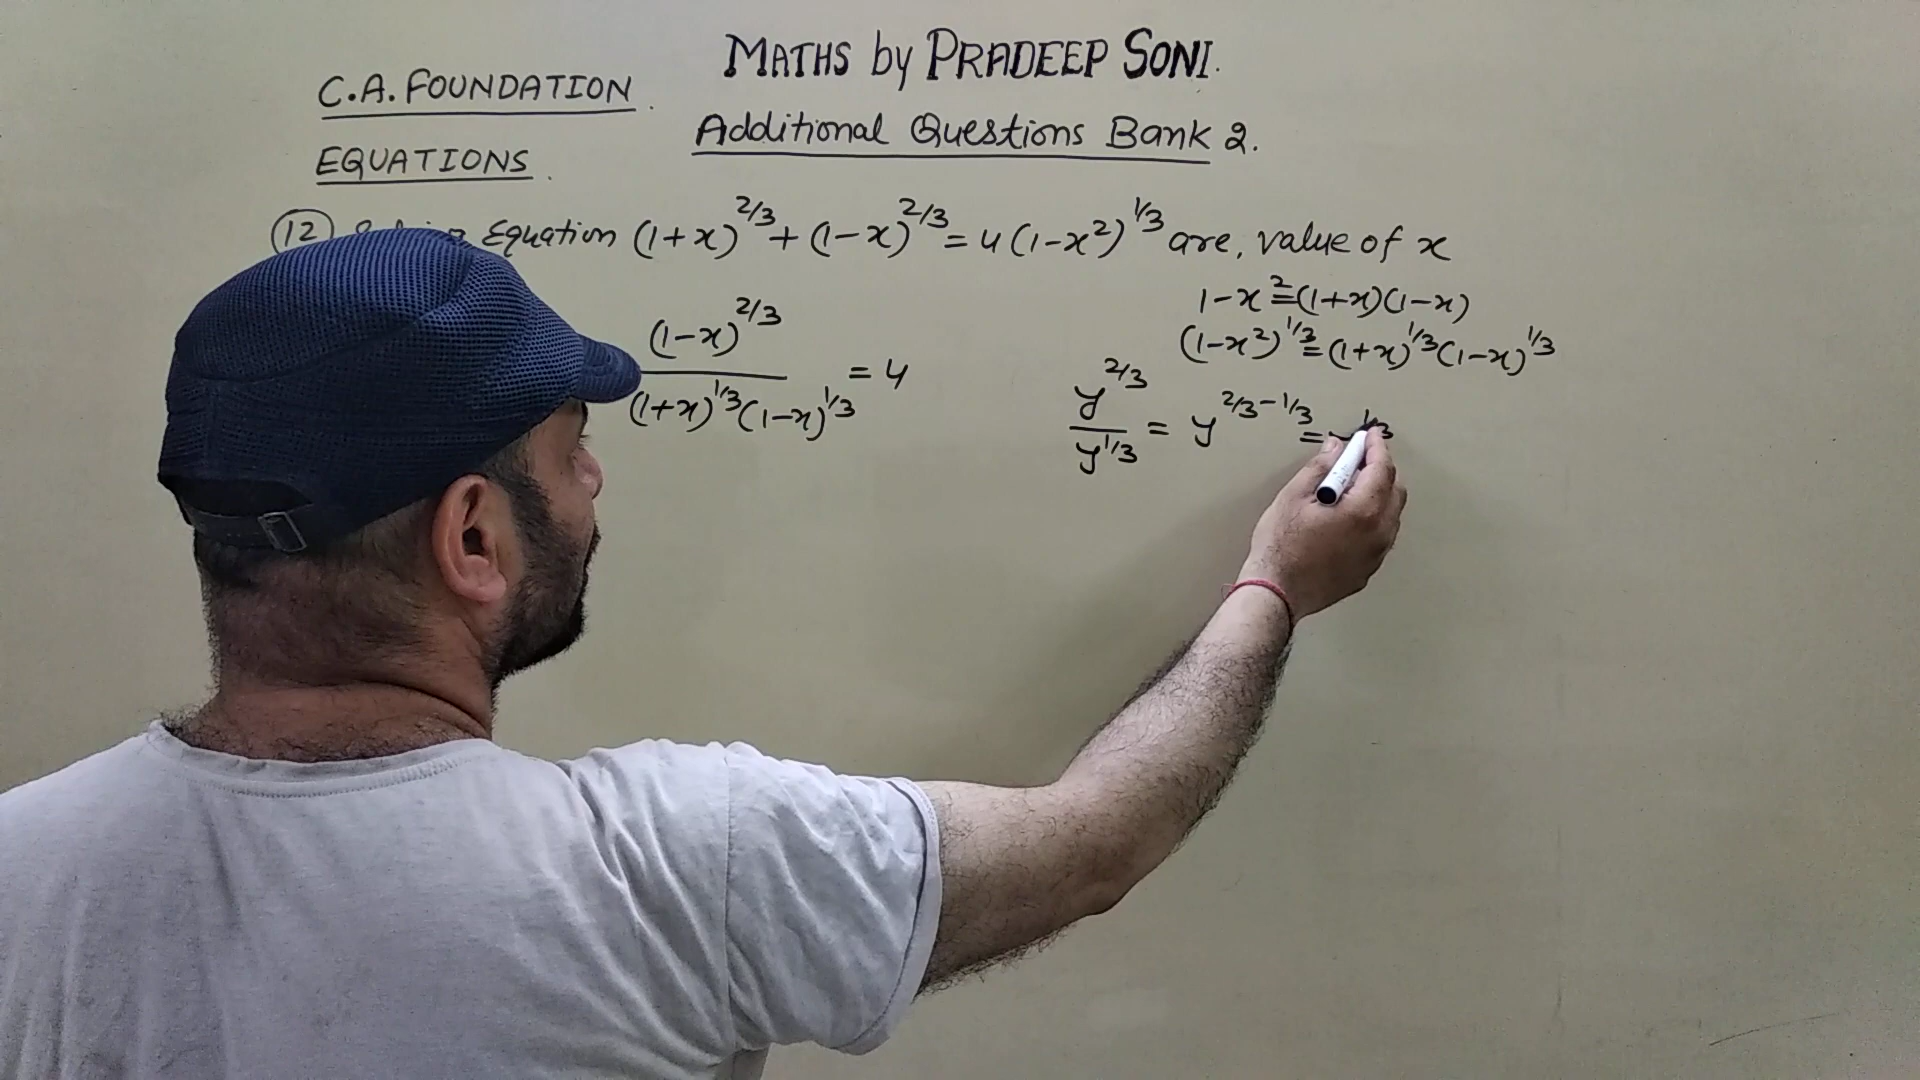 MATHS by PRADEEP SONI.
C.A. FOUNDATION.
Additional Questions Bank 2.
EQUATIONS.
12 Equation (1+x)^2/3 + (1-x)^2/3 = 4(1-x²)^1/3 are, value of x
1-x² = (1+x)(1-x)
(1-x²)^1/3 = (1+x)^1/3 (1-x)^1/3
(1-x)^2/3 / (1+x)^1/3 (1-x)^1/3 = 4
y^2/3 / y^1/3 = y^2/3-1/3 =